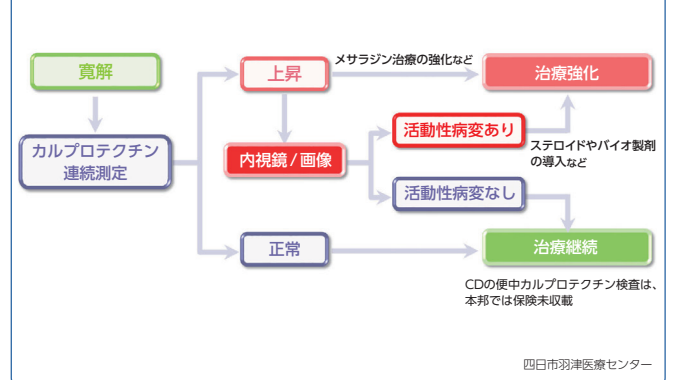 寛解
カルプロテクチン
連続測定
上昇
メサラジン治療の強化など
治療強化
内視鏡/画像
活動性病変あり
ステロイドやバイオ製剤
の導入など
活動性病変なし
正常
治療継続
CDの便中カルプロテクチン検査は、
本邦では保険未収載
四日市羽津医療センター